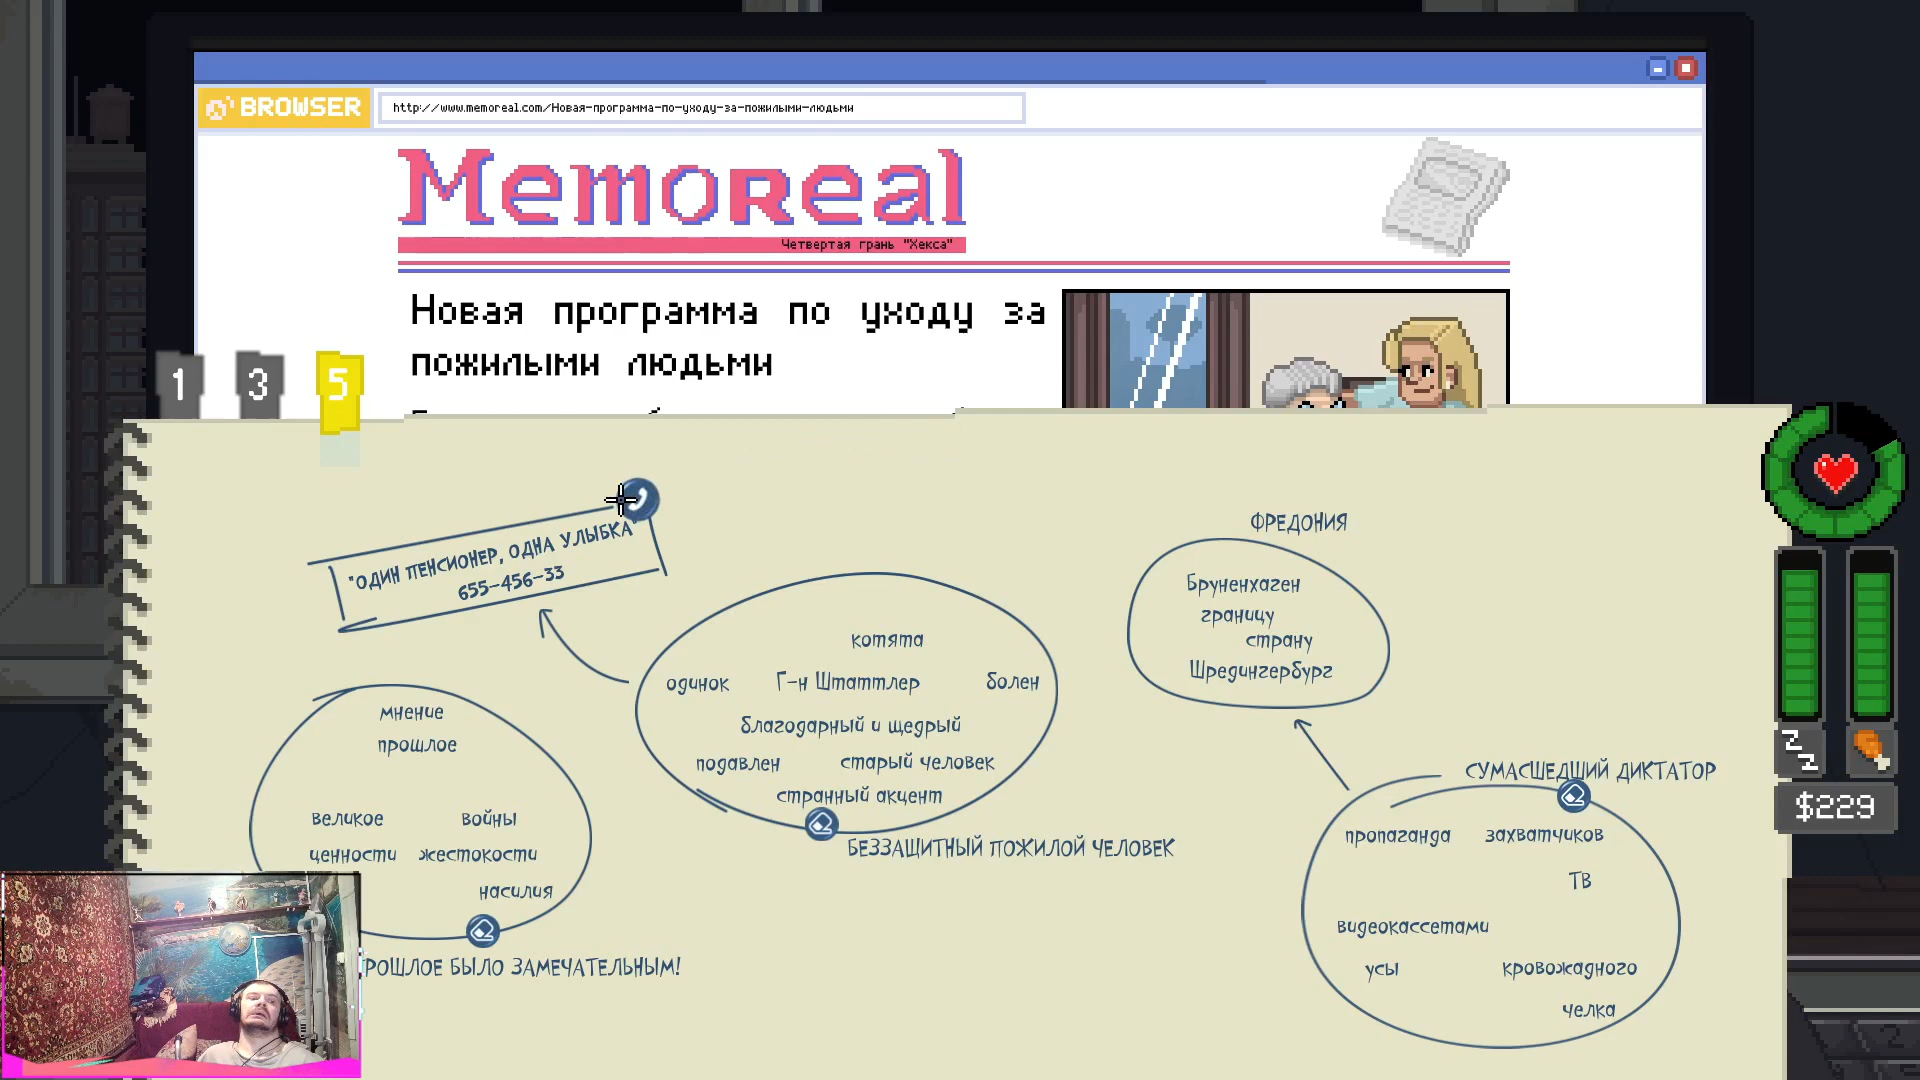 BROWSER
http://www.memoreal.com/Новая-программа-по-уходу-за-пожилыми-людьми
Memoreal
Четвертая грань "Хекса"
Новая программа по уходу за
пожилыми людьми
1 3 5
"ОДИН ПЕНСИОНЕР, ОДНА УЛЫБКА"
655-456-33
ФРЕДОНИЯ
Бруненхаген
границу
страну
Шредингербург
котята
одинок Г-н Штаттлер болен
благодарный и щедрый
подавлен старый человек
странный акцент
БЕЗЗАЩИТНЫЙ ПОЖИЛОЙ ЧЕЛОВЕК
мнение
прошлое
великое войны
ценности жестокости
насилия
РОШЛОЕ БЫЛО ЗАМЕЧАТЕЛЬНЫМ!
СУМАСШЕДШИЙ ДИКТАТОР
пропаганда захватчиков
ТВ
видеокассетами
усы кровожадного
челка
$229